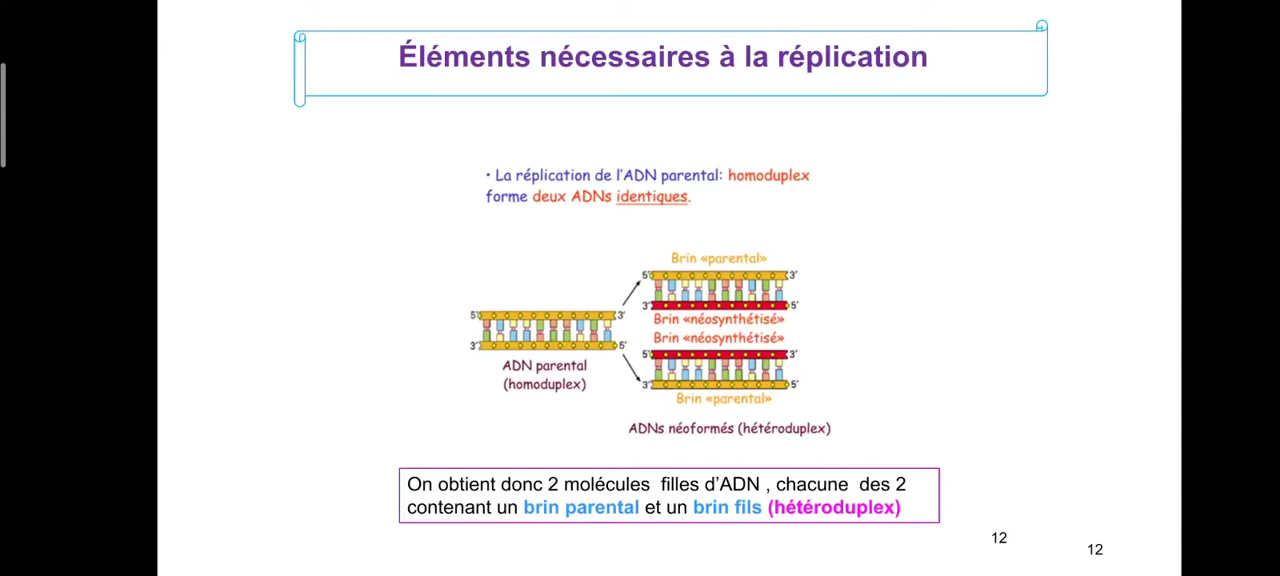 Éléments nécessaires à la réplication
• La réplication de l'ADN parental: homoduplex
forme deux ADNs identiques.
Brin «parental»
5' 3'
3' 5'
Brin «néosynthétisé»
5' 3'
3' 5'
ADN parental
(homoduplex)
Brin «néosynthétisé»
5' 3'
3' 5'
Brin «parental»
ADNs néoformés (hétéroduplex)
On obtient donc 2 molécules filles d'ADN , chacune des 2
contenant un brin parental et un brin fils (hétéroduplex)
12
12